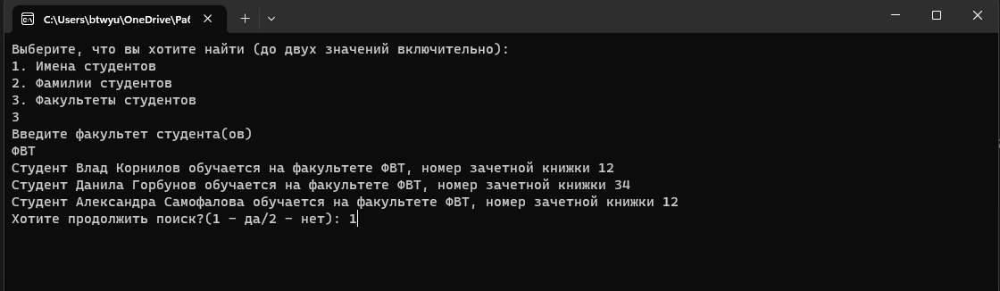 C:\Users\btwyu\OneDrive\Раб
Выберите, что вы хотите найти (до двух значений включительно):
1. Имена студентов
2. Фамилии студентов
3. Факультеты студентов
3
Введите факультет студента(ов)
ФВТ
Студент Влад Корнилов обучается на факультете ФВТ, номер зачетной книжки 12
Студент Данила Горбунов обучается на факультете ФВТ, номер зачетной книжки 34
Студент Александра Самофалова обучается на факультете ФВТ, номер зачетной книжки 12
Хотите продолжить поиск?(1 - да/2 - нет): 1